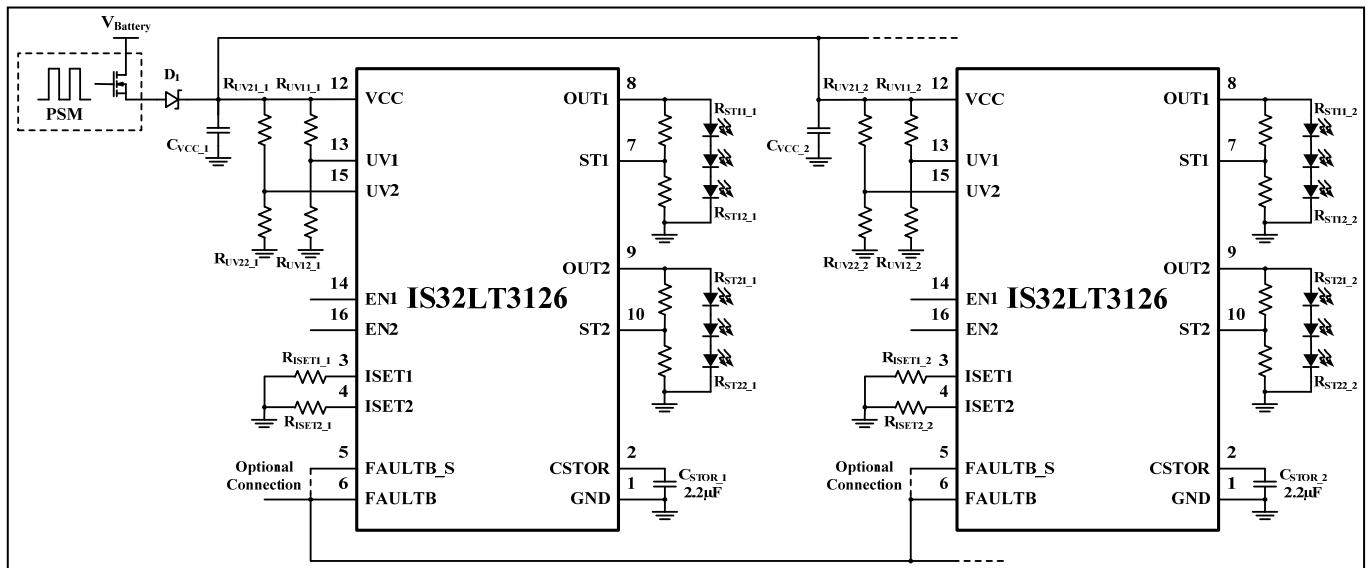 VBattery
PSM
D1
CVCC_1
RUV21_1
RUV11_1
RUV22_1
RUV12_1
12
VCC
13
UV1
15
UV2
14
EN1
16
EN2
RISET1_1
3
ISET1
4
ISET2
RISET2_1
5
FAULTB_S
6
FAULTB
Optional
Connection
IS32LT3126
8
OUT1
RST11_1
7
ST1
RST12_1
9
OUT2
RST21_1
10
ST2
RST22_1
2
CSTOR
1
GND
CSTOR_1
2.2µF
CVCC_2
RUV21_2
RUV11_2
RUV22_2
RUV12_2
12
VCC
13
UV1
15
UV2
14
EN1
16
EN2
RISET1_2
3
ISET1
4
ISET2
RISET2_2
5
FAULTB_S
6
FAULTB
Optional
Connection
IS32LT3126
8
OUT1
RST11_2
7
ST1
RST12_2
9
OUT2
RST21_2
10
ST2
RST22_2
2
CSTOR
1
GND
CSTOR_2
2.2µF